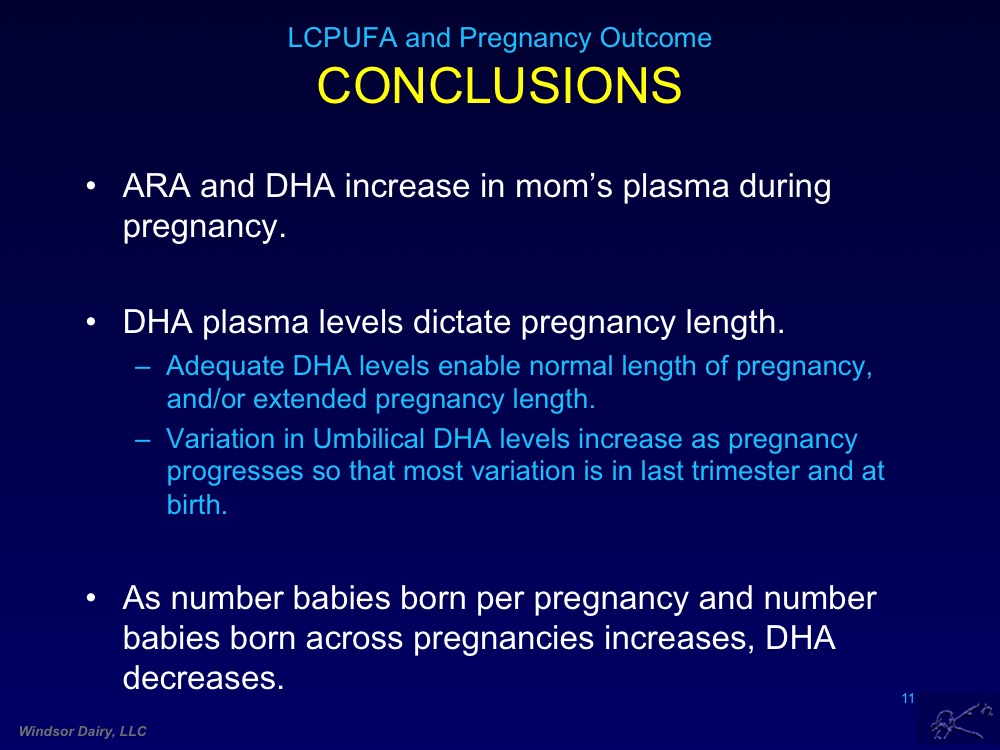 LCPUFA and Pregnancy Outcome
CONCLUSIONS
• ARA and DHA increase in mom’s plasma during
pregnancy.
• DHA plasma levels dictate pregnancy length.
– Adequate DHA levels enable normal length of pregnancy,
and/or extended pregnancy length.
– Variation in Umbilical DHA levels increase as pregnancy
progresses so that most variation is in last trimester and at
birth.
• As number babies born per pregnancy and number
babies born across pregnancies increases, DHA
decreases.
11
Windsor Dairy, LLC